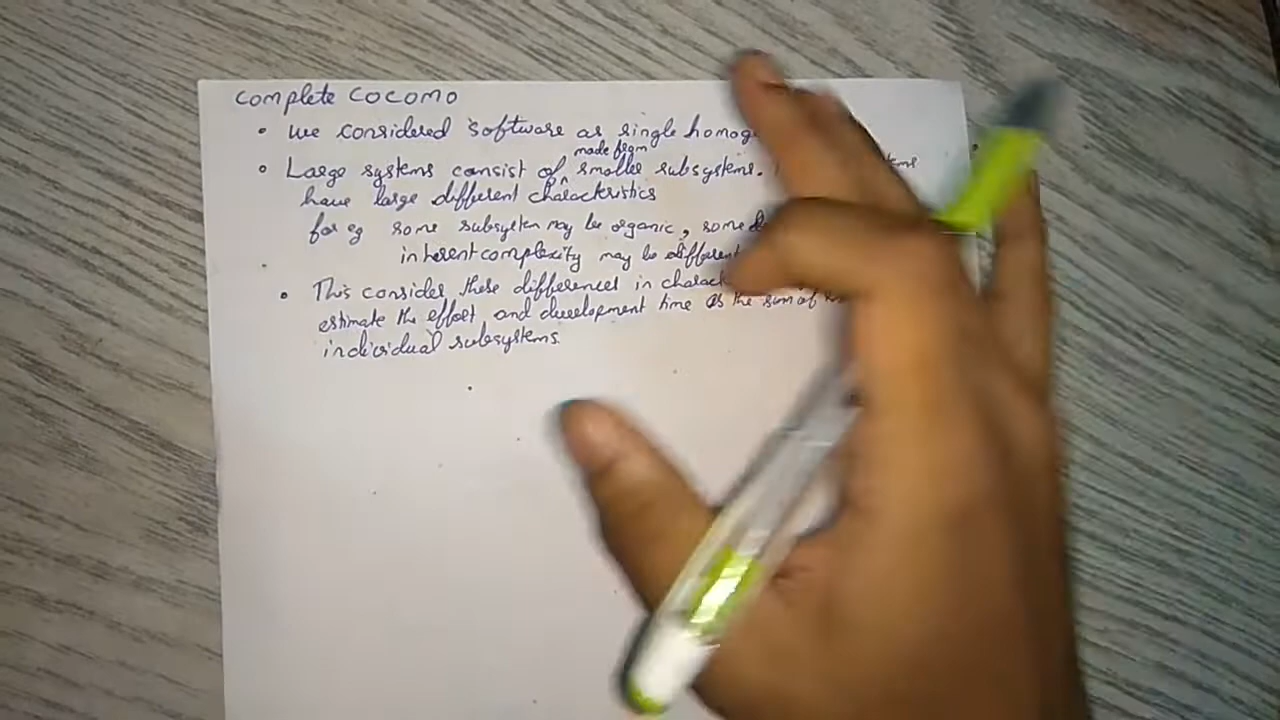 Complete COCOMO
• We considered software as single homog
made from
• Large systems consist of ^ smaller subsystems.
have large different characteristics
for eg some subsystem may be organic, some
inherent complexity may be different
• This consider these differences in charac
estimate the effort and development time as the sum of
individual subsystems.